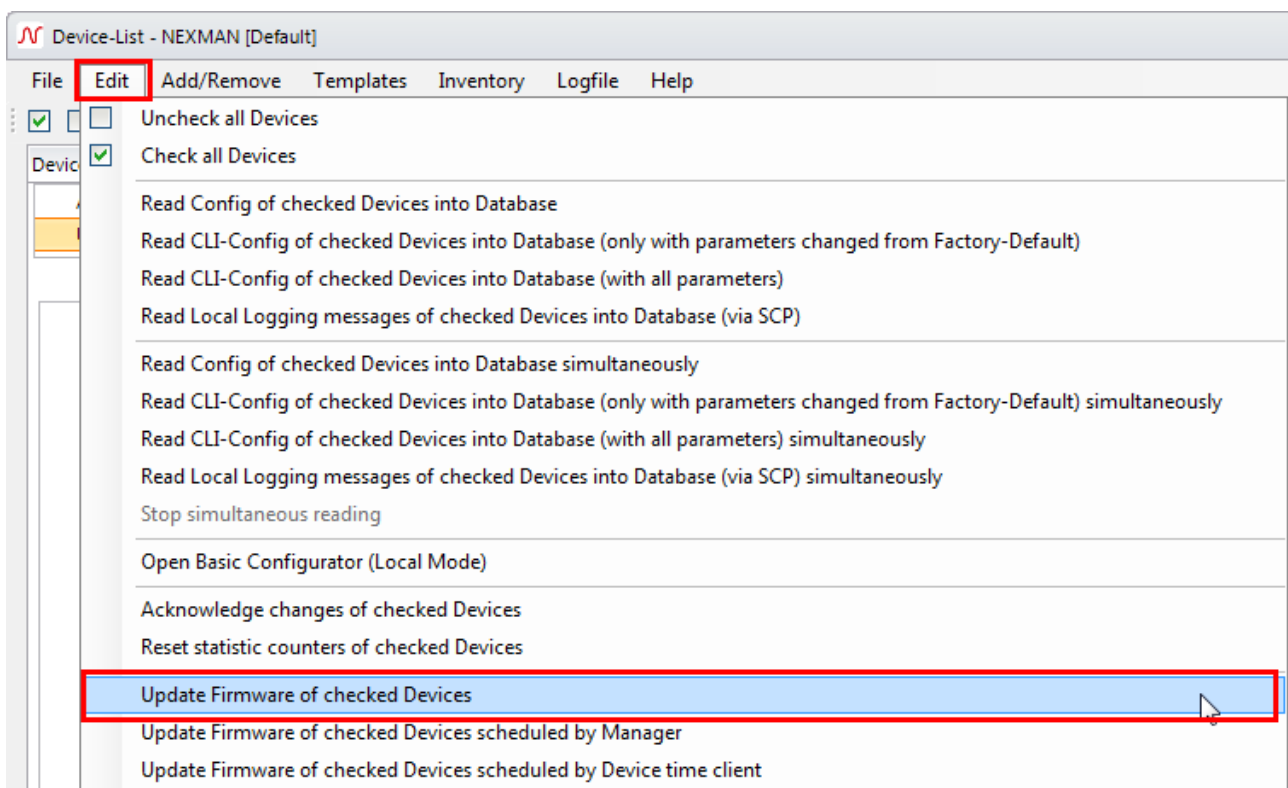 Device-List - NEXMAN [Default]
File Edit Add/Remove Templates Inventory Logfile Help
Uncheck all Devices
Devic
Check all Devices
Read Config of checked Devices into Database
Read CLI-Config of checked Devices into Database (only with parameters changed from Factory-Default)
Read CLI-Config of checked Devices into Database (with all parameters)
Read Local Logging messages of checked Devices into Database (via SCP)
Read Config of checked Devices into Database simultaneously
Read CLI-Config of checked Devices into Database (only with parameters changed from Factory-Default) simultaneously
Read CLI-Config of checked Devices into Database (with all parameters) simultaneously
Read Local Logging messages of checked Devices into Database (via SCP) simultaneously
Stop simultaneous reading
Open Basic Configurator (Local Mode)
Acknowledge changes of checked Devices
Reset statistic counters of checked Devices
Update Firmware of checked Devices
Update Firmware of checked Devices scheduled by Manager
Update Firmware of checked Devices scheduled by Device time client